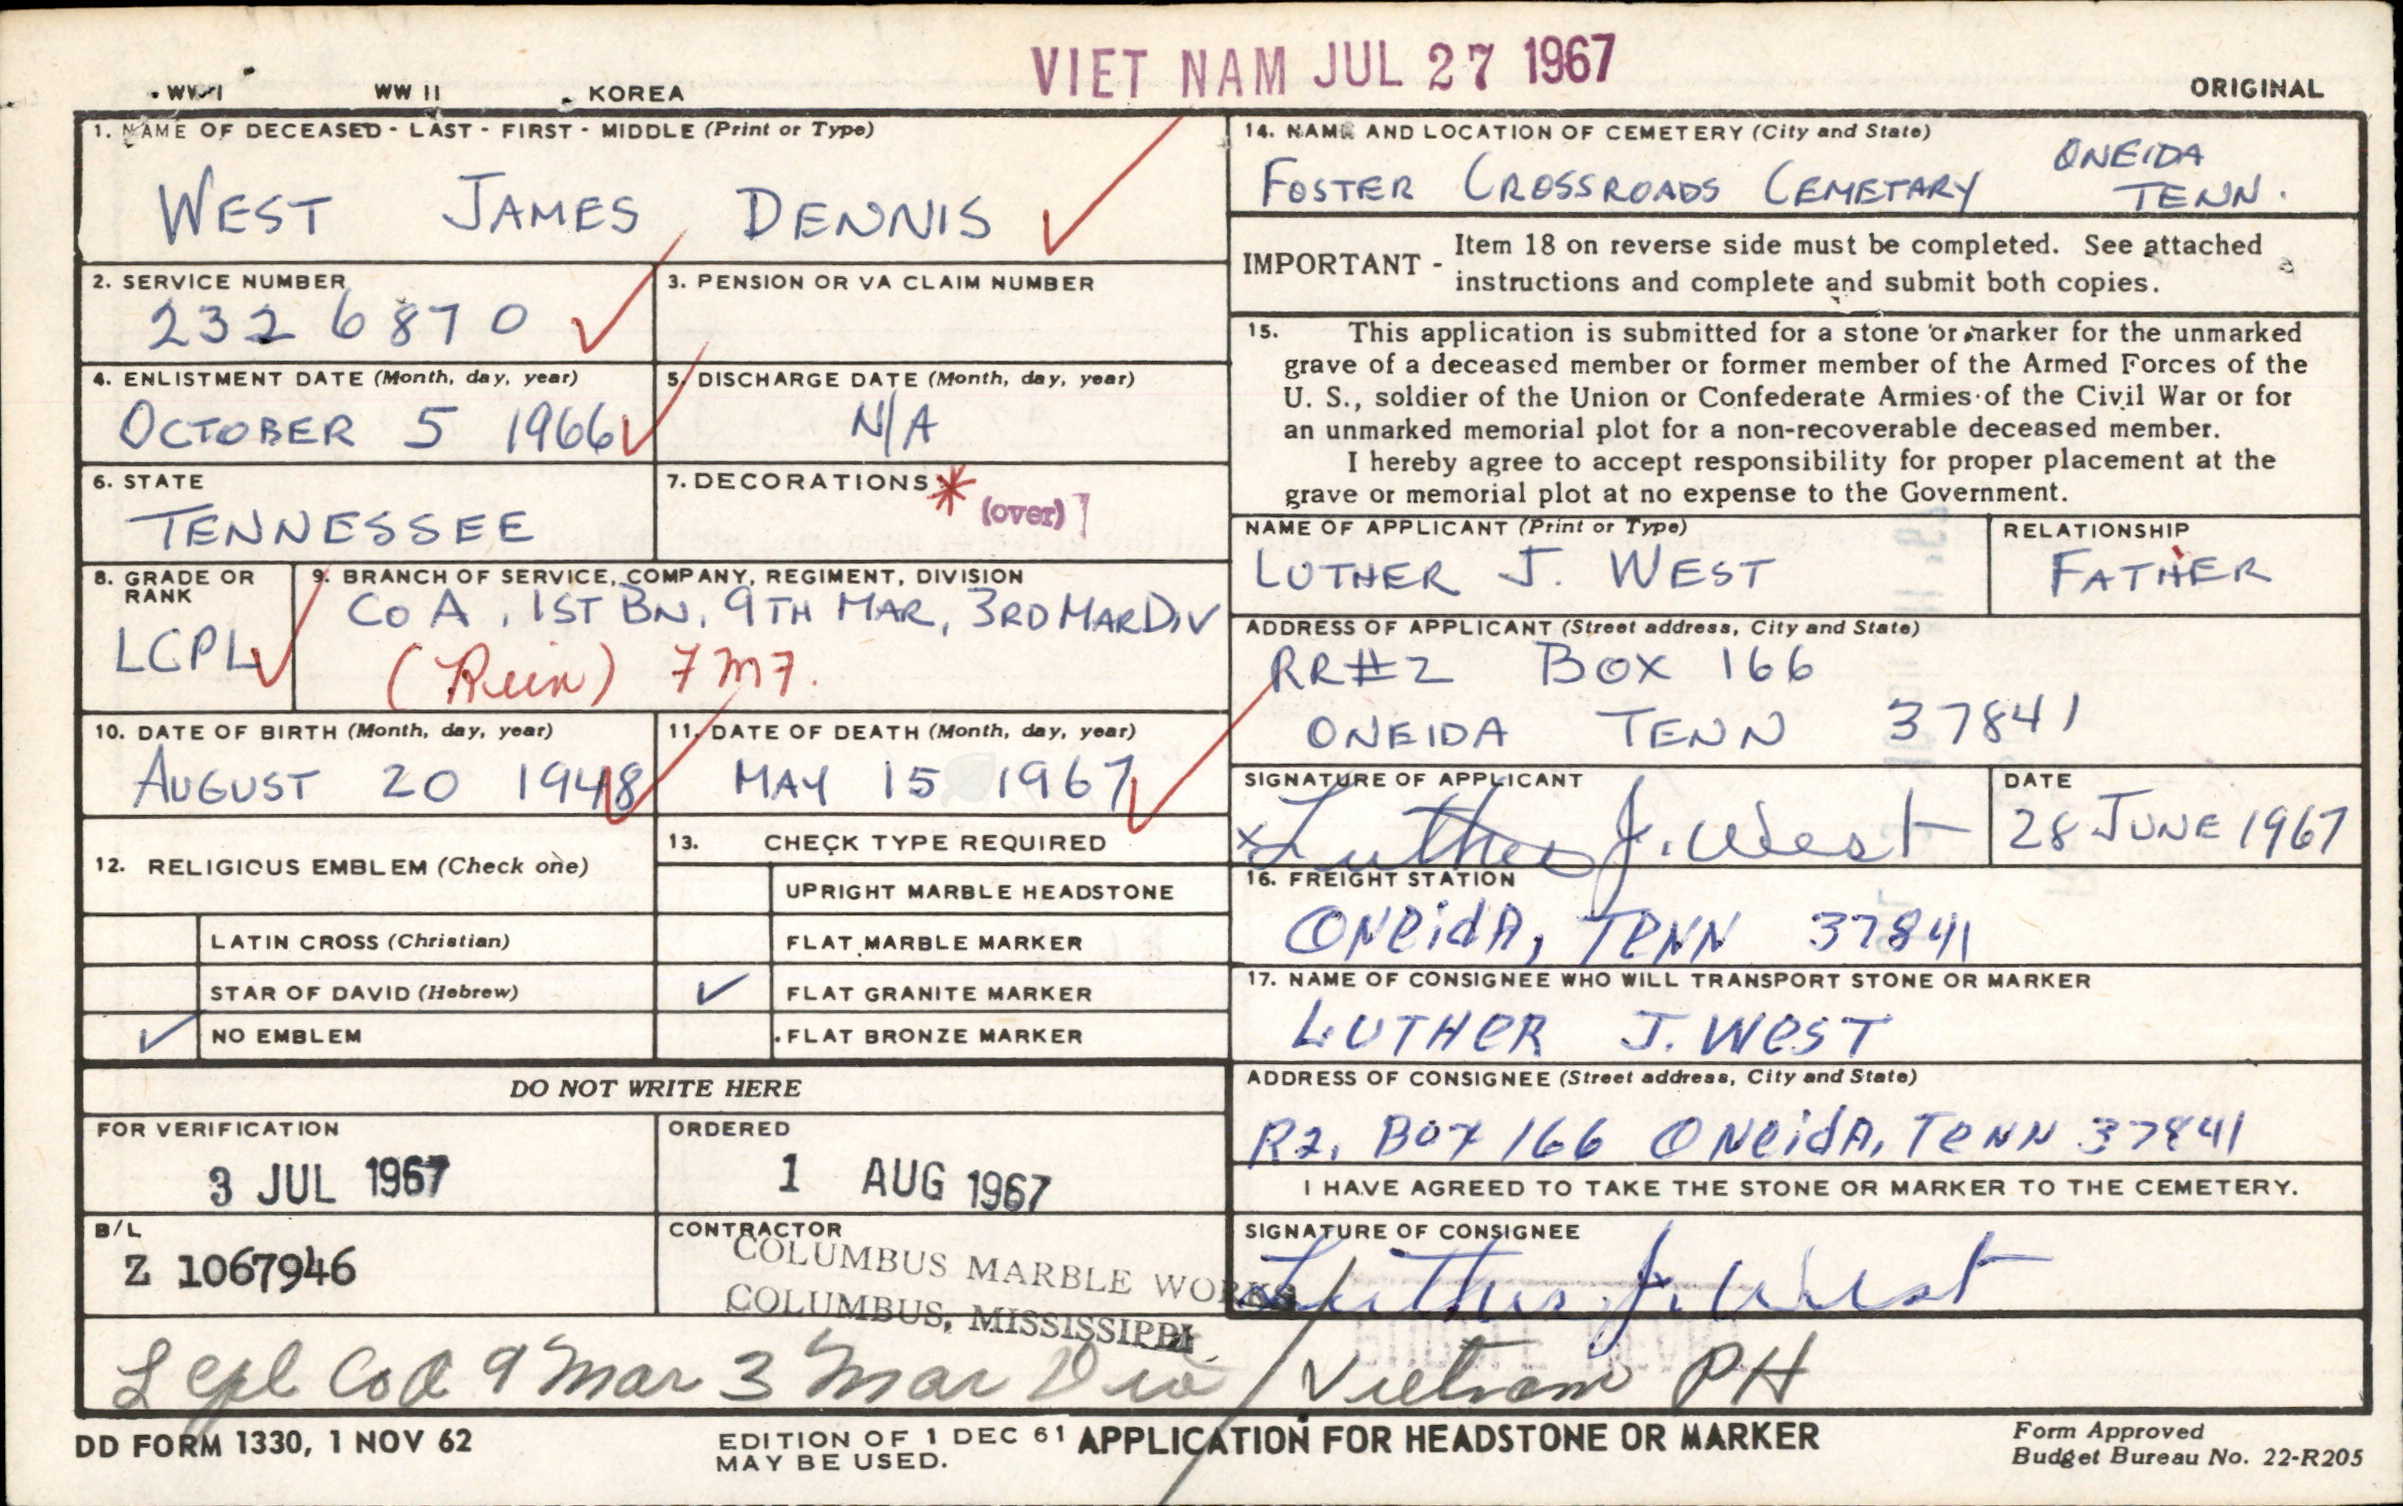 VIET NAM JUL 27 1967
WW I WW II KOREA
ORIGINAL
1. NAME OF DECEASED - LAST - FIRST - MIDDLE (Print or Type)
WEST JAMES DENNIS
2. SERVICE NUMBER
2326870
3. PENSION OR VA CLAIM NUMBER
4. ENLISTMENT DATE (Month, day, year)
OCTOBER 5 1966
5. DISCHARGE DATE (Month, day, year)
N/A
6. STATE
TENNESSEE
7. DECORATIONS * (over)
8. GRADE OR RANK
LCPL
9. BRANCH OF SERVICE, COMPANY, REGIMENT, DIVISION
CO A, 1ST BN, 9TH MAR, 3RD MARDIV
(Rein) FMF.
10. DATE OF BIRTH (Month, day, year)
AUGUST 20 1948
11. DATE OF DEATH (Month, day, year)
MAY 15 1967
12. RELIGIOUS EMBLEM (Check one)
LATIN CROSS (Christian)
STAR OF DAVID (Hebrew)
✓ NO EMBLEM
13. CHECK TYPE REQUIRED
UPRIGHT MARBLE HEADSTONE
FLAT MARBLE MARKER
✓ FLAT GRANITE MARKER
FLAT BRONZE MARKER
DO NOT WRITE HERE
FOR VERIFICATION
3 JUL 1967
ORDERED
1 AUG 1967
B/L
Z 1067946
CONTRACTOR
COLUMBUS MARBLE WORKS
COLUMBUS, MISSISSIPPI
14. NAME AND LOCATION OF CEMETERY (City and State)
FOSTER CROSSROADS CEMETARY ONEIDA
TENN.
IMPORTANT - Item 18 on reverse side must be completed. See attached
instructions and complete and submit both copies.
15. This application is submitted for a stone or marker for the unmarked
grave of a deceased member or former member of the Armed Forces of the
U. S., soldier of the Union or Confederate Armies of the Civil War or for
an unmarked memorial plot for a non-recoverable deceased member.
I hereby agree to accept responsibility for proper placement at the
grave or memorial plot at no expense to the Government.
NAME OF APPLICANT (Print or Type)
LUTHER J. WEST
RELATIONSHIP
FATHER
ADDRESS OF APPLICANT (Street address, City and State)
RR#2 BOX 166
ONEIDA TENN 37841
SIGNATURE OF APPLICANT
x Luther J. West
DATE
28 JUNE 1967
16. FREIGHT STATION
ONEIDA, TENN 37841
17. NAME OF CONSIGNEE WHO WILL TRANSPORT STONE OR MARKER
LUTHER J. WEST
ADDRESS OF CONSIGNEE (Street address, City and State)
R2, BOX 166 ONEIDA, TENN 37841
I HAVE AGREED TO TAKE THE STONE OR MARKER TO THE CEMETERY.
SIGNATURE OF CONSIGNEE
x Luther J. West
Lcpl Co A 9 Mar 3 Mar Div / Vietnam PH
DD FORM 1330, 1 NOV 62
EDITION OF 1 DEC 61
MAY BE USED.
APPLICATION FOR HEADSTONE OR MARKER
Form Approved
Budget Bureau No. 22-R205